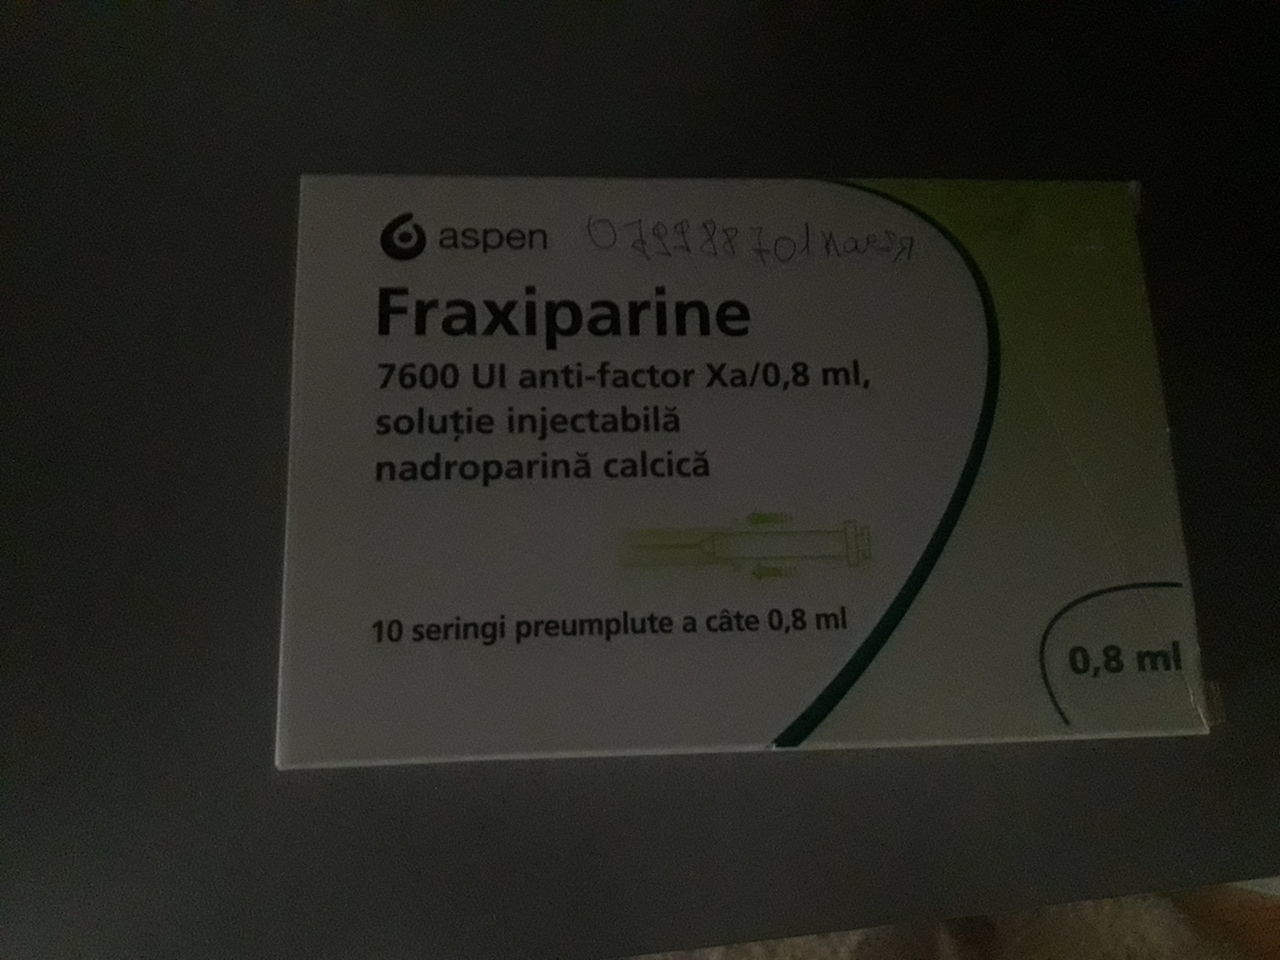 aspen 079988701
Fraxiparine
7600 UI anti-factor Xa/0,8 ml,
soluție injectabilă
nadroparină calcică
10 seringi preumplute a câte 0,8 ml
0,8 ml